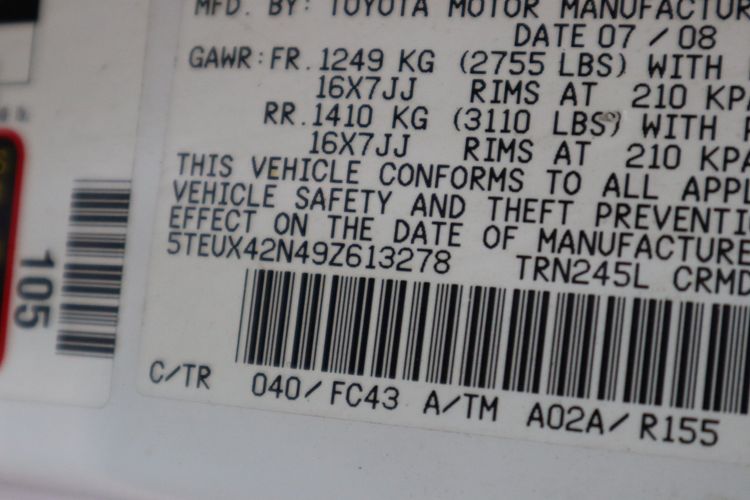 MFD. BY: TOYOTA MOTOR MANUFACTUR
DATE 07/08
GAWR: FR. 1249 KG (2755 LBS) WITH
16X7JJ RIMS AT 210 KPA
RR. 1410 KG (3110 LBS) WITH
16X7JJ RIMS AT 210 KPA
THIS VEHICLE CONFORMS TO ALL APPL
VEHICLE SAFETY AND THEFT PREVENTI
EFFECT ON THE DATE OF MANUFACTURE
5TEUX42N49Z613278 TRN245L CRMD
C/TR 040/FC43 A/TM A02A/R155
105